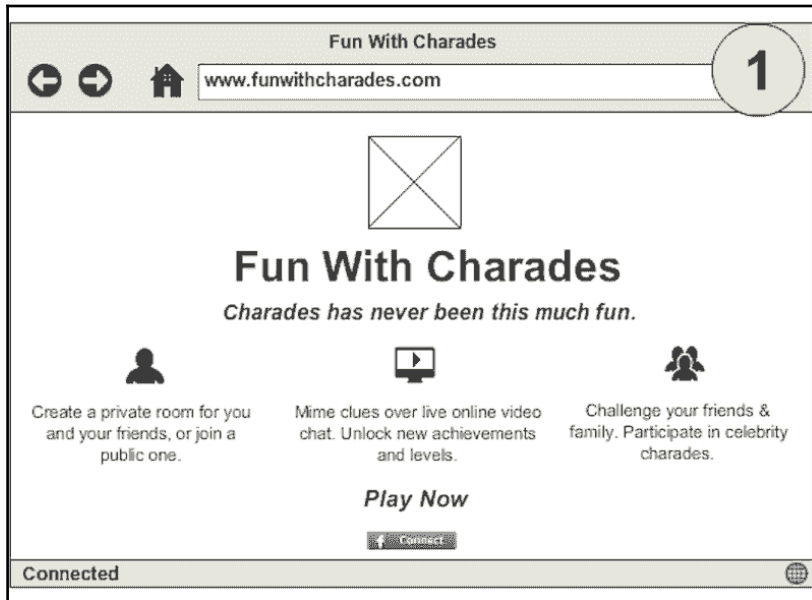 Fun With Charades
www.funwithcharades.com
1
Fun With Charades
Charades has never been this much fun.
Create a private room for you
and your friends, or join a
public one.
Mime clues over live online video
chat. Unlock new achievements
and levels.
Challenge your friends &
family. Participate in celebrity
charades.
Play Now
f Connect
Connected